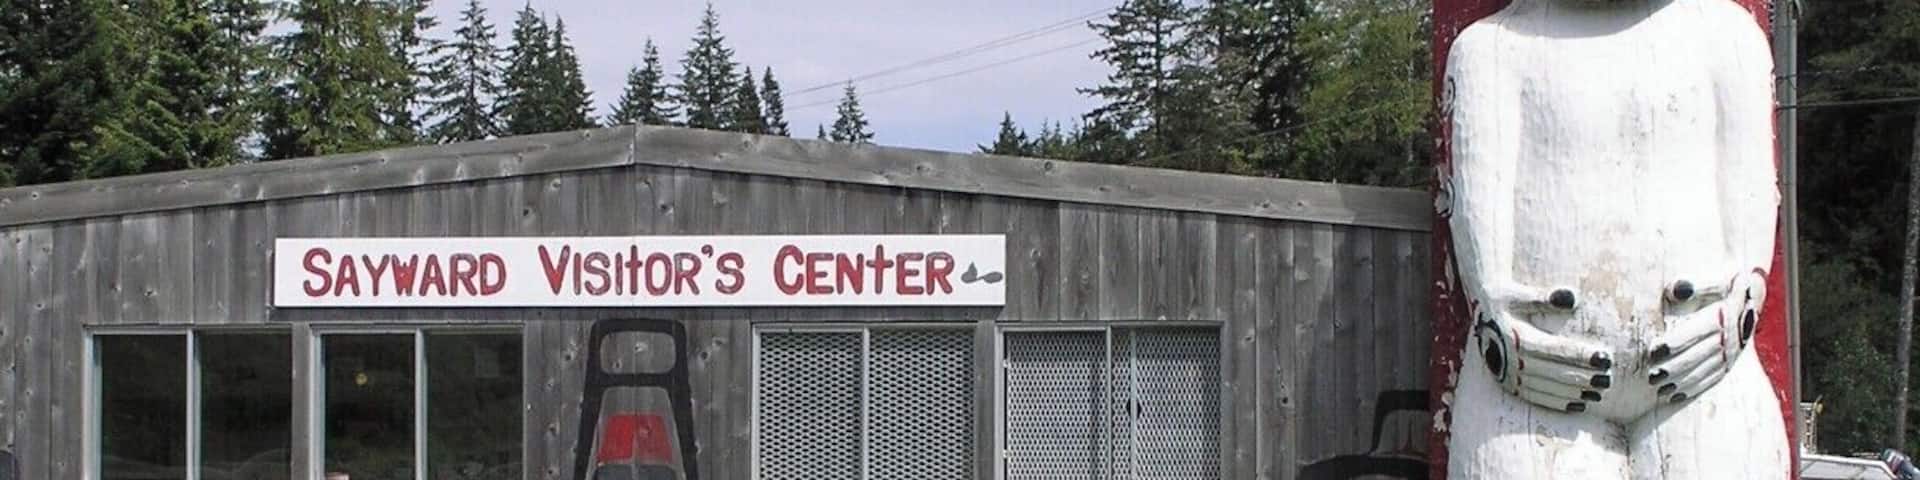 SAYWARD VISITOR'S CENTER